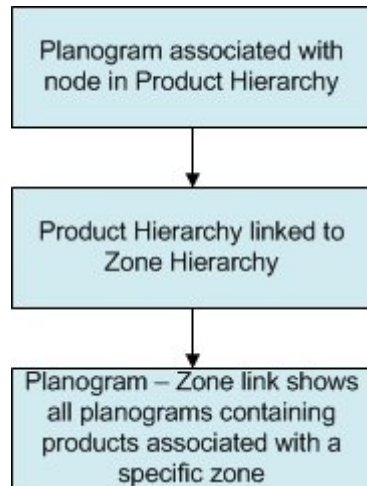 Planogram associated with
node in Product Hierarchy
Product Hierarchy linked to
Zone Hierarchy
Planogram – Zone link shows
all planograms containing
products associated with a
specific zone